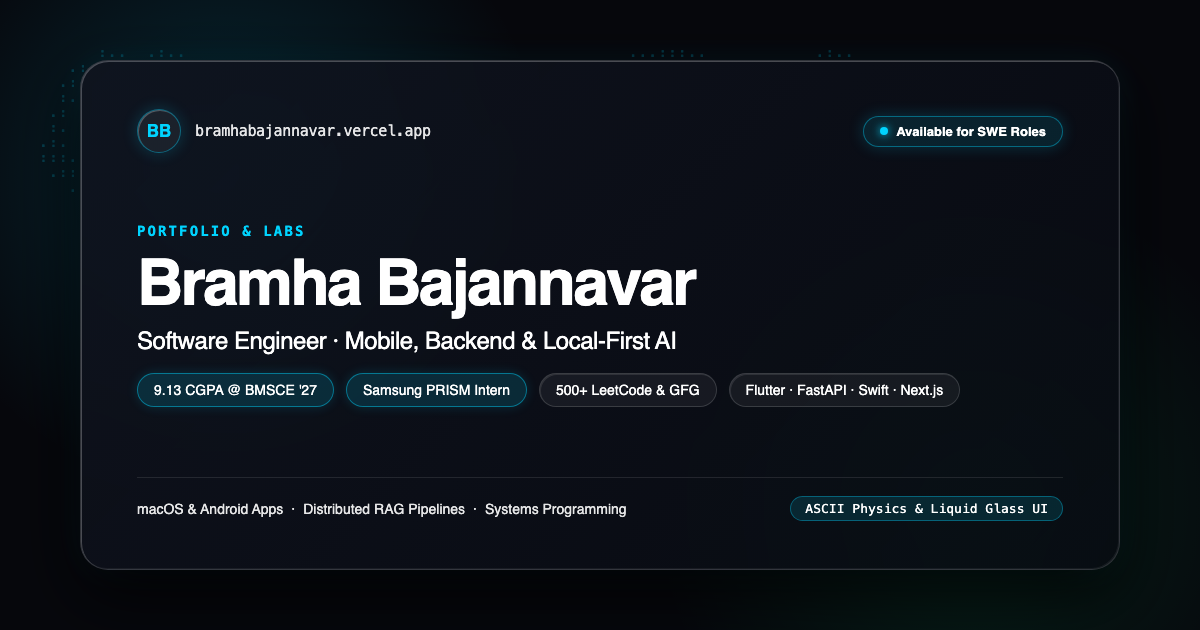 BB bramhabajannavar.vercel.app Available for SWE Roles
PORTFOLIO & LABS
Bramha Bajannavar
Software Engineer · Mobile, Backend & Local-First AI
9.13 CGPA @ BMSCE '27 Samsung PRISM Intern 500+ LeetCode & GFG Flutter · FastAPI · Swift · Next.js
macOS & Android Apps · Distributed RAG Pipelines · Systems Programming ASCII Physics & Liquid Glass UI